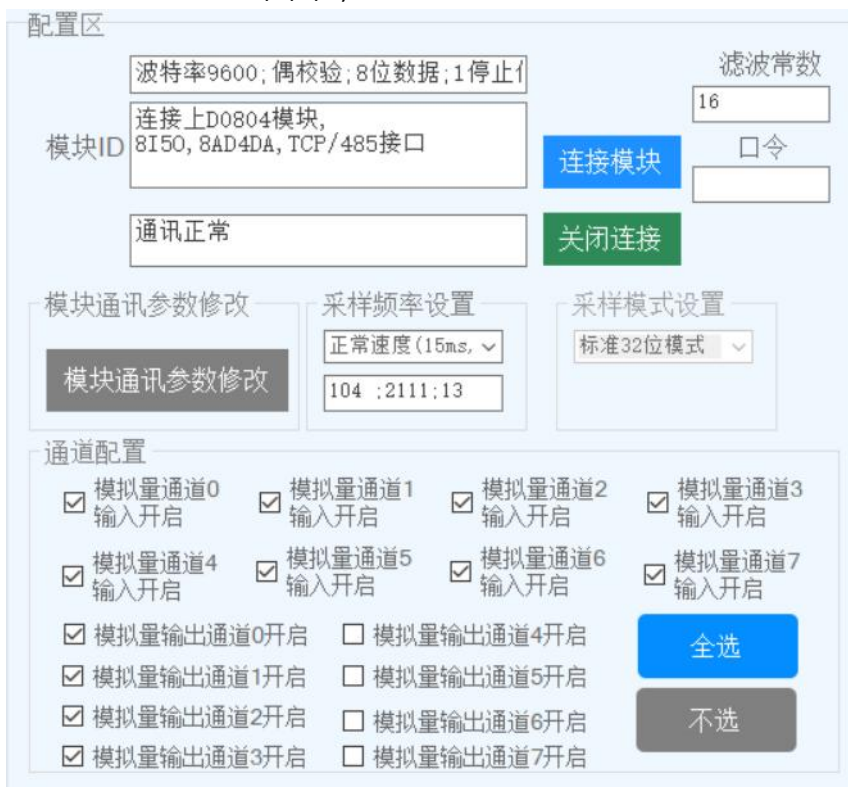 配置区
滤波常数
波特率9600;偶校验;8位数据;1停止
16
模块ID
连接上D0804模块,
8I5O,8AD4DA,TCP/485接口
连接模块
口令
通讯正常
关闭连接
模块通讯参数修改
采样频率设置
采样模式设置
正常速度(15ms,
标准32位模式
模块通讯参数修改
104 ;2111;13
通道配置
模拟量通道0
输入开启
模拟量通道1
输入开启
模拟量通道2
输入开启
模拟量通道3
输入开启
模拟量通道4
输入开启
模拟量通道5
输入开启
模拟量通道6
输入开启
模拟量通道7
输入开启
模拟量输出通道0开启
模拟量输出通道4开启
全选
模拟量输出通道1开启
模拟量输出通道5开启
模拟量输出通道2开启
模拟量输出通道6开启
不选
模拟量输出通道3开启
模拟量输出通道7开启